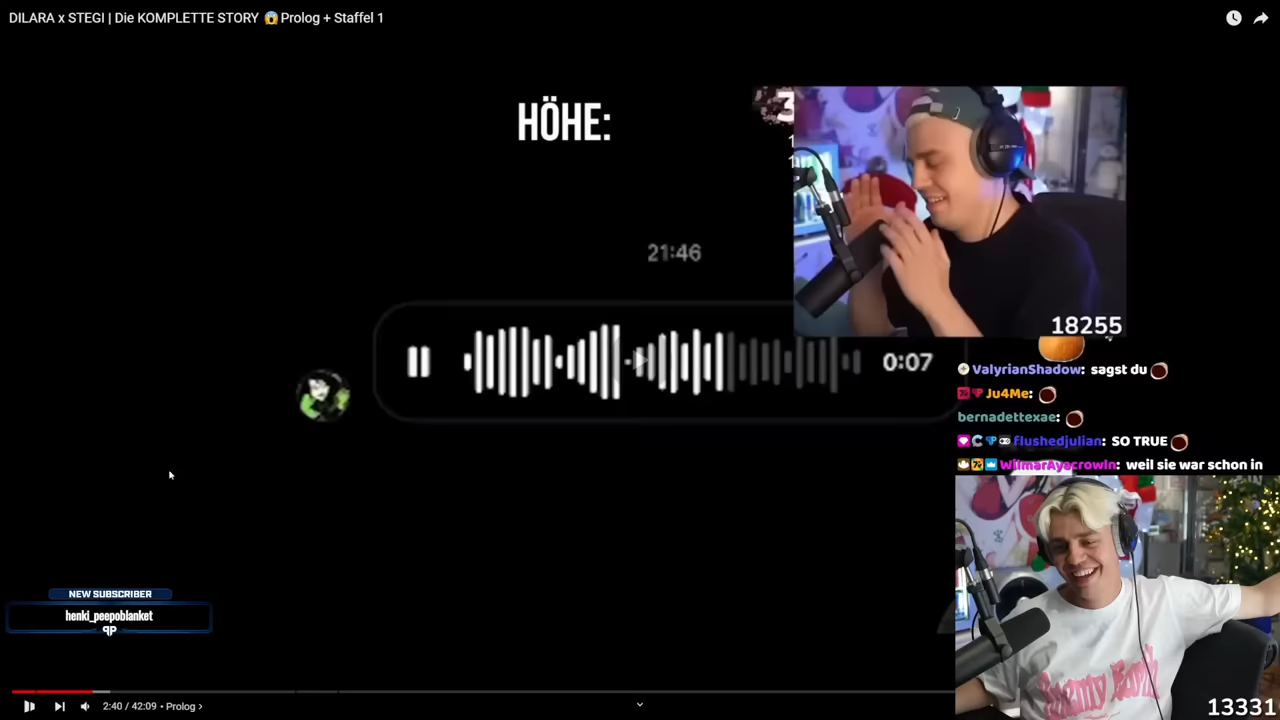 DILARA x STEGI | Die KOMPLETTE STORY 😱 Prolog + Staffel 1
HÖHE:
21:46
0:07
18255
ValyrianShadow: sagst du
Ju4Me:
bernadettexae:
flushedjulian: SO TRUE
WilmarAyacrowIn: weil sie war schon in
NEW SUBSCRIBER
henki_peepoblanket
2:40 / 42:09 • Prolog >
13331